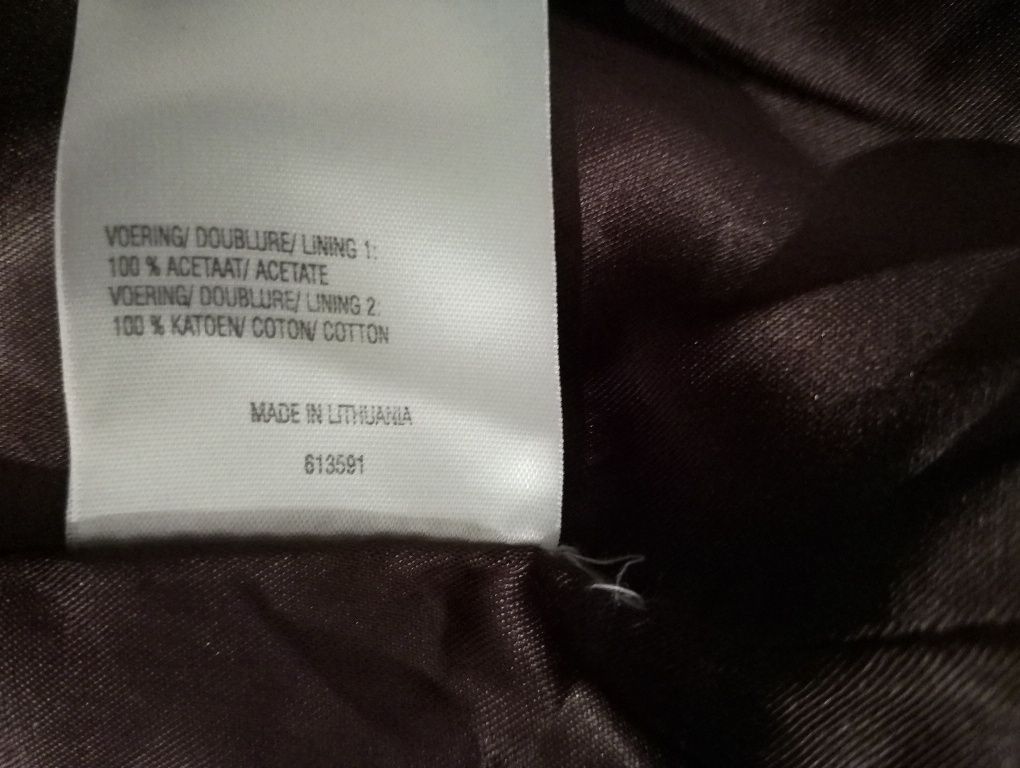 VOERING/ DOUBLURE/ LINING 1:
100 % ACETAAT/ ACETATE
VOERING/ DOUBLURE/ LINING 2:
100 % KATOEN/ COTON/ COTTON
MADE IN LITHUANIA
613591